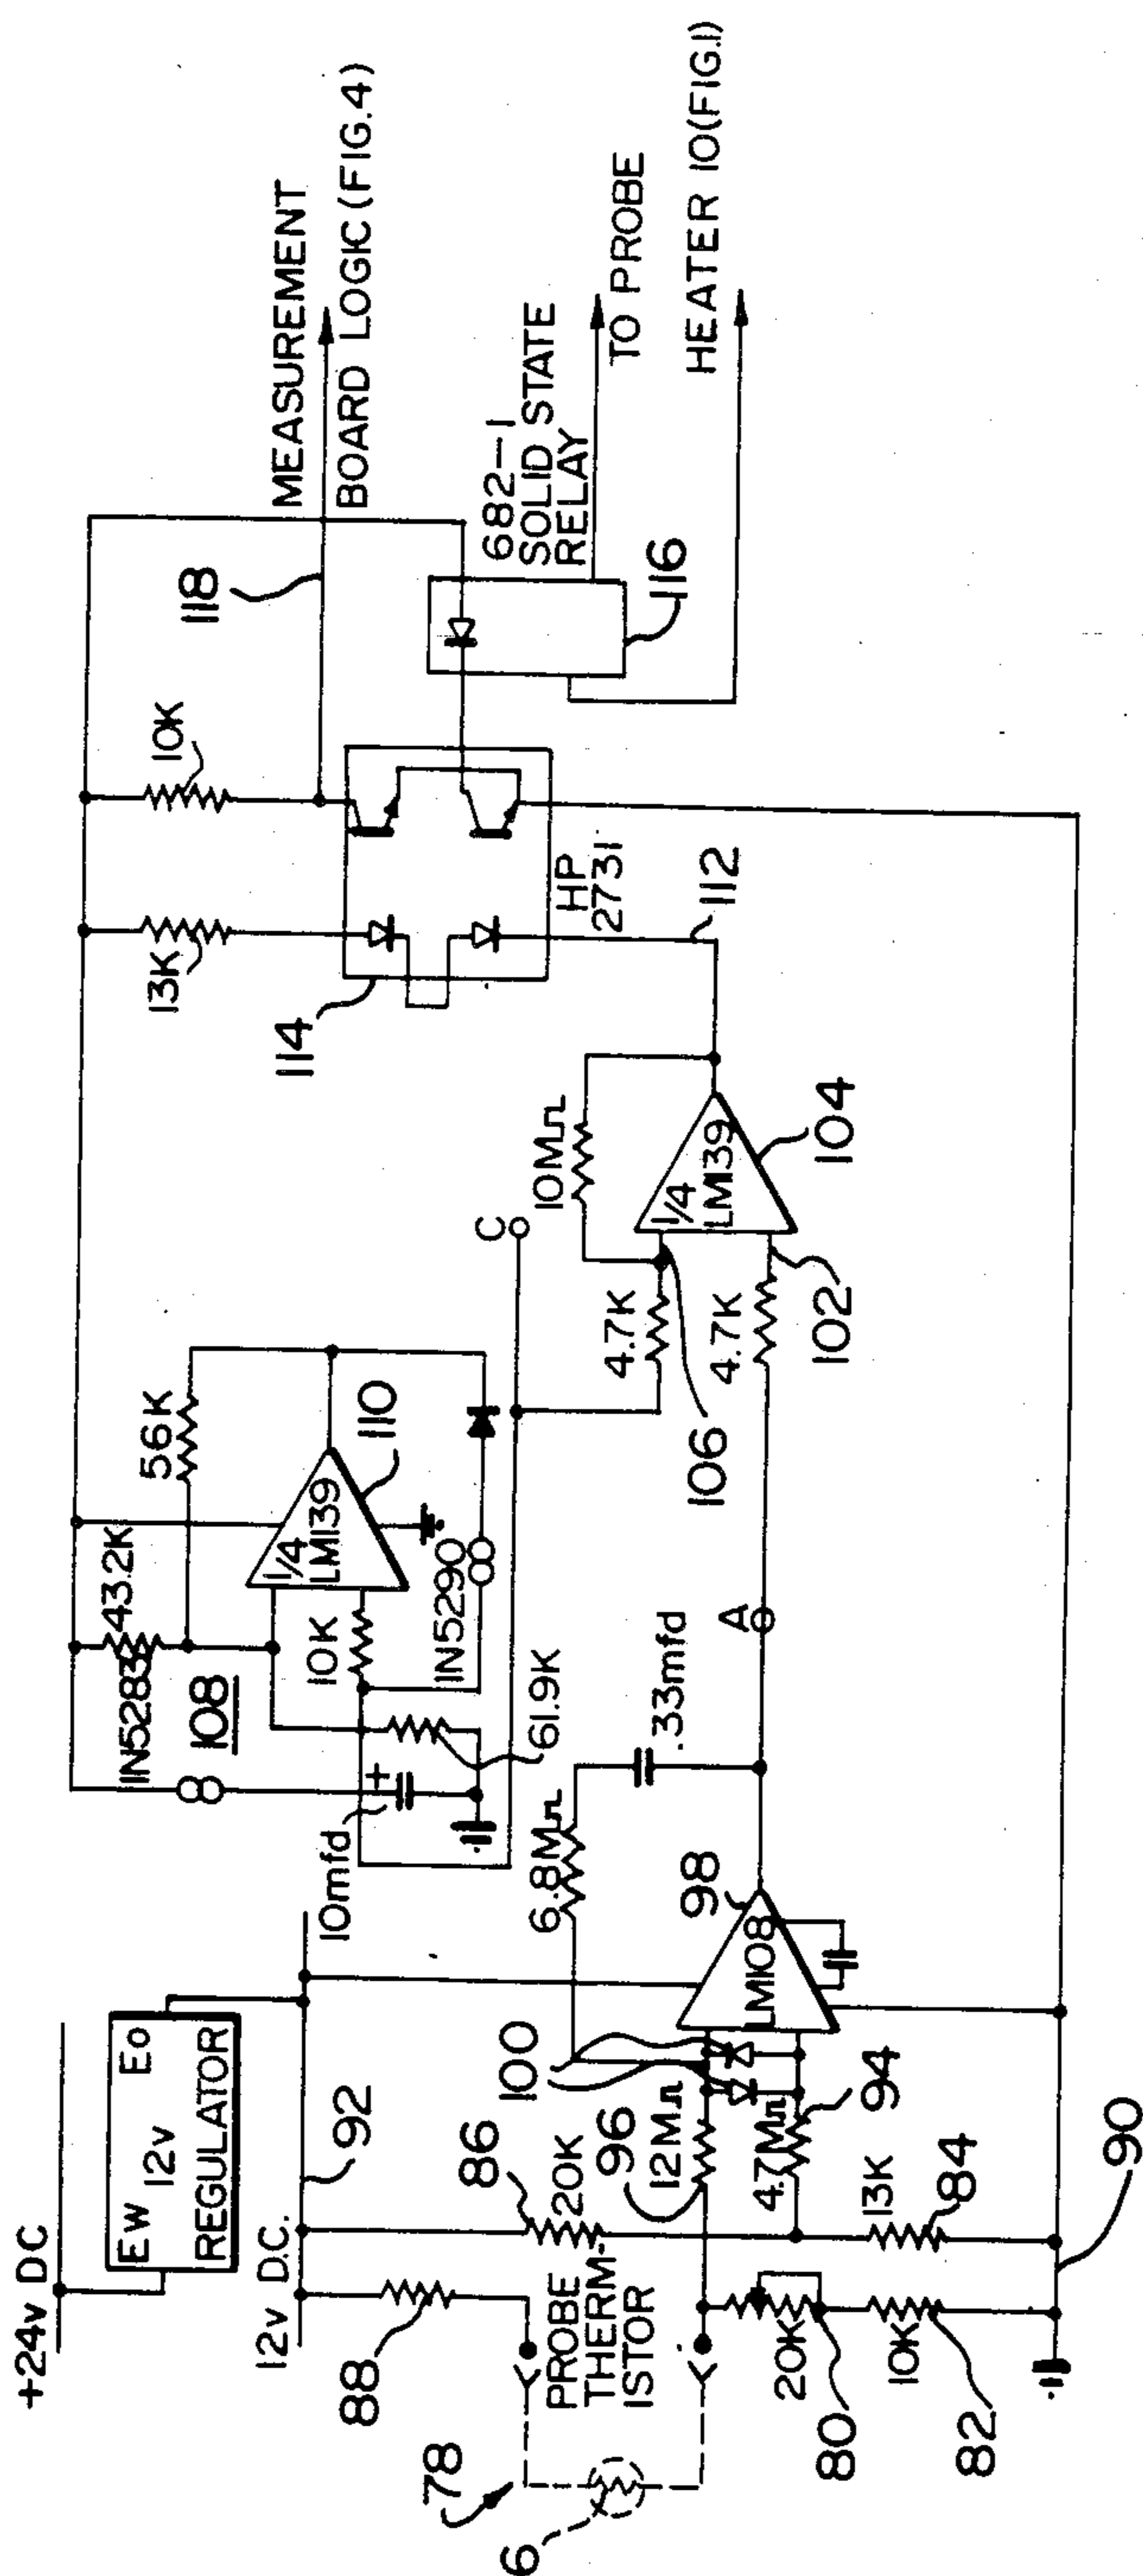 +24v DC
Ew 12v Eo
REGULATOR
12v D.C.
92
88
78
6
PROBE
THERM-
ISTOR
86
20K
96
12MΩ
100
4.7MΩ
94
20K
80
10K
82
13K
84
90
LM108
98
6.8MΩ
.33mfd
A
10mfd
+
1N5283
43.2K
108
10K
61.9K
1N5290
56K
1/4
LM139
110
C
106
4.7K
4.7K
102
10MΩ
1/4
LM139
104
112
13K
114
HP
2731
10K
118
MEASUREMENT
BOARD LOGIC (FIG.4)
682-1
SOLID STATE
RELAY
116
TO PROBE
HEATER 10 (FIG.1)